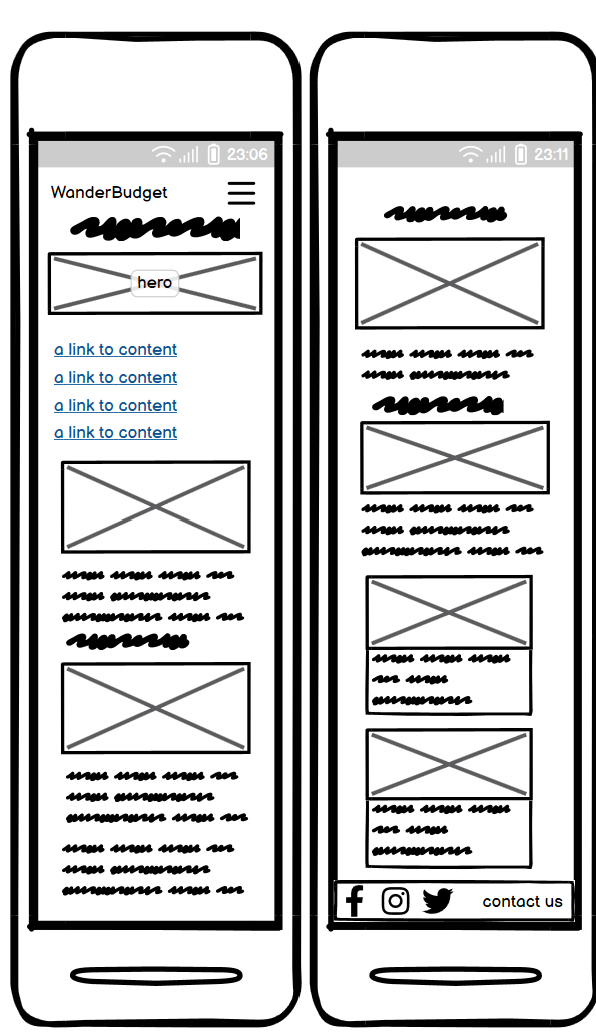 23:06
WanderBudget
hero
a link to content
a link to content
a link to content
a link to content
23:11
contact us